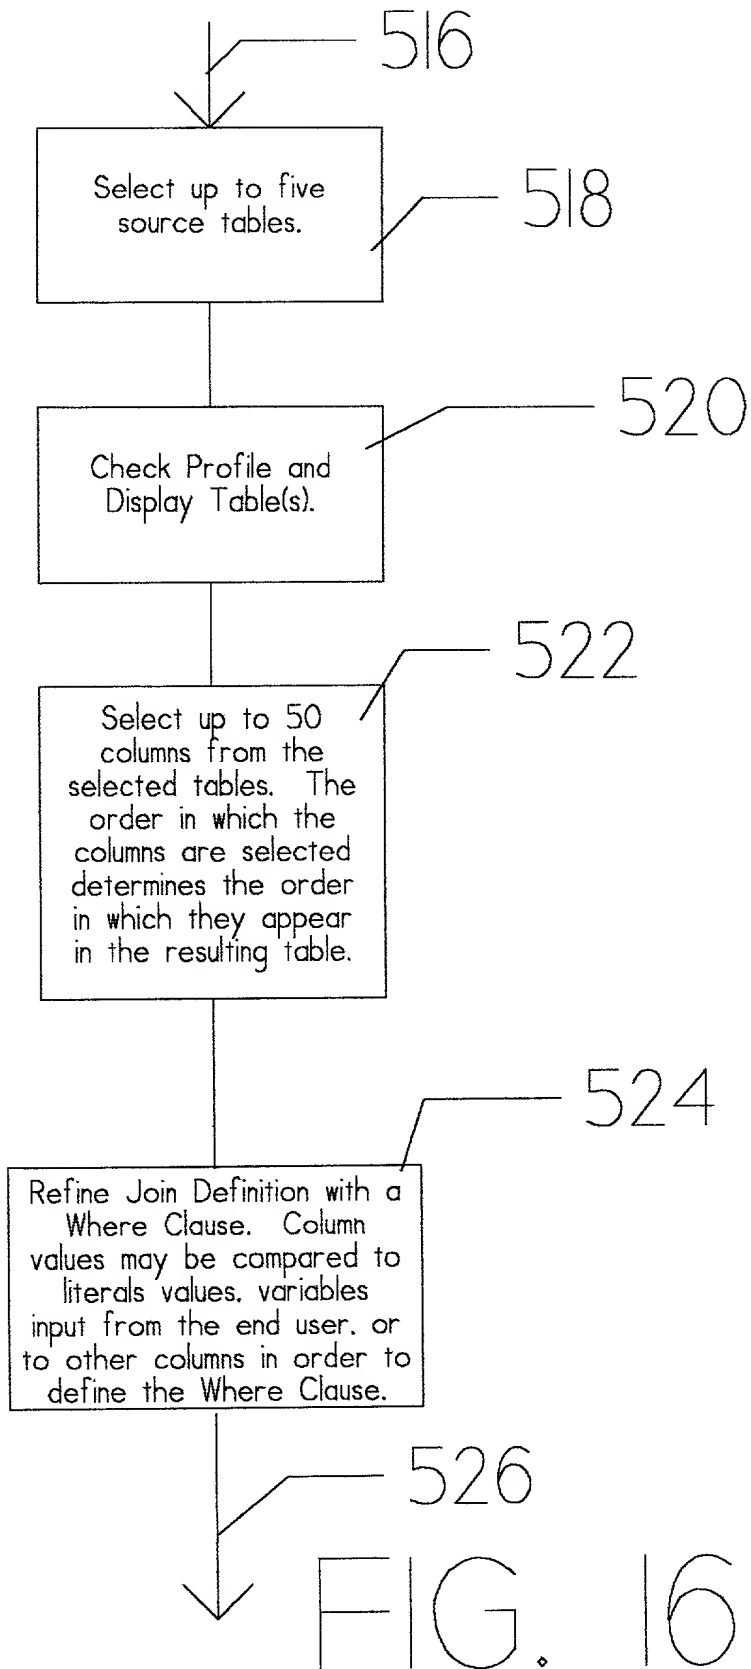 516
Select up to five
source tables.
518
520
Check Profile and
Display Table(s).
522
Select up to 50
columns from the
selected tables. The
order in which the
columns are selected
determines the order
in which they appear
in the resulting table.
524
Refine Join Definition with a
Where Clause. Column
values may be compared to
literals values, variables
input from the end user, or
to other columns in order to
define the Where Clause.
526
FIG. 16